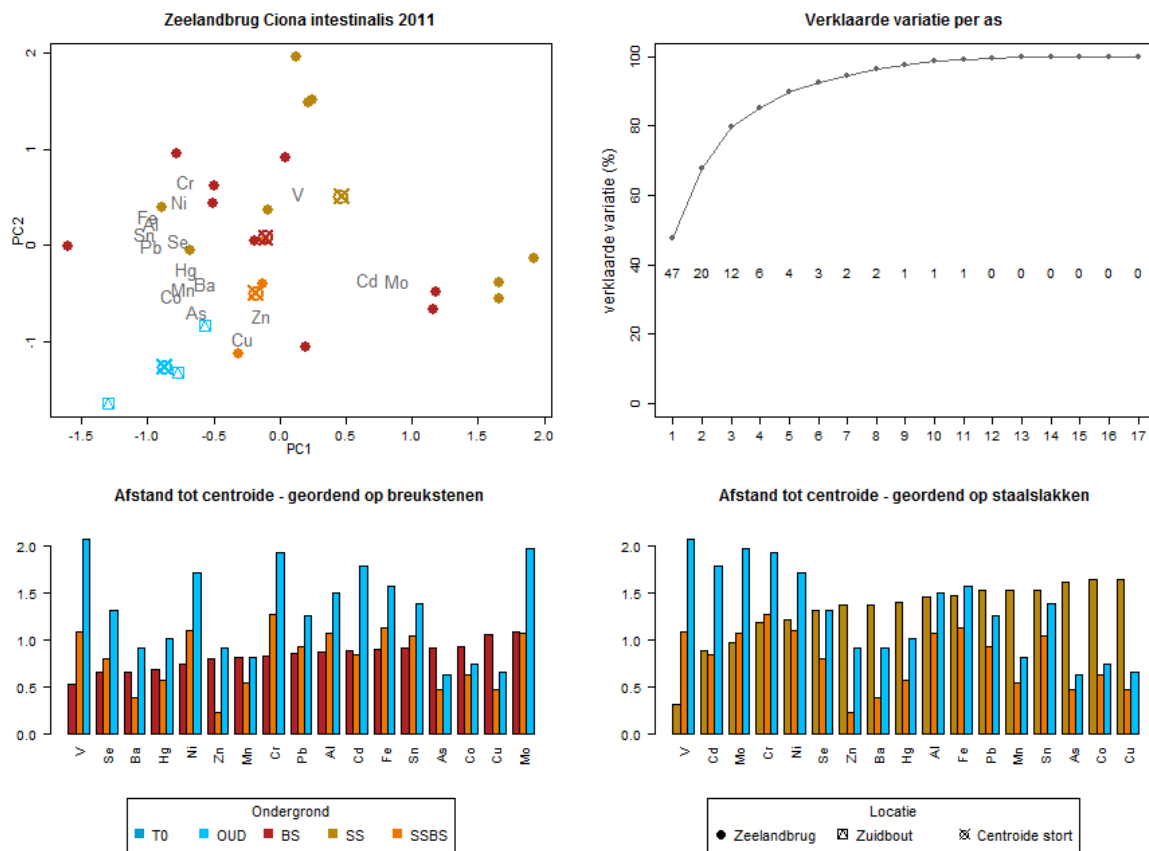 Zeelandbrug Ciona intestinalis 2011
2
1
0
-1
PC2
Cr
Ni
Fe
Al
Sn
Pb
Se
Hg
Mn
Ba
Co
As
Zn
Cu
V
Cd
Mo
-1.5 -1.0 -0.5 0.0 0.5 1.0 1.5 2.0
PC1
Verklaarde variatie per as
100
80
60
40
20
0
verklaarde variatie (%)
47 20 12 6 4 3 2 2 1 1 1 0 0 0 0 0 0
1 2 3 4 5 6 7 8 9 10 11 12 13 14 15 16 17
Afstand tot centroide - geordend op breukstenen
2.0
1.5
1.0
0.5
0.0
V Se Ba Hg Ni Zn Mn Cr Pb Al Cd Fe Sn As Co Cu Mo
Afstand tot centroide - geordend op staalslakken
2.0
1.5
1.0
0.5
0.0
V Cd Mo Cr Ni Se Zn Ba Hg Al Fe Pb Mn Sn As Co Cu
Ondergrond
T0 OUD BS SS SSBS
Locatie
Zeelandbrug Zuidbout Centroide stort